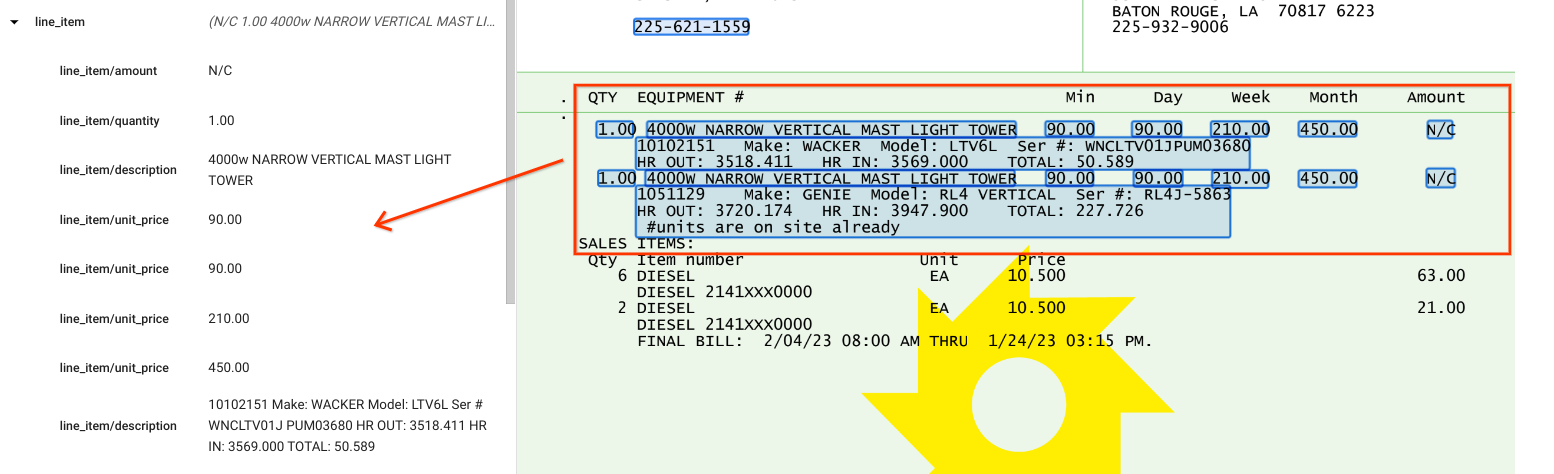 line_item (N/C 1.00 4000w NARROW VERTICAL MAST LI...
line_item/amount N/C
line_item/quantity 1.00
line_item/description 4000w NARROW VERTICAL MAST LIGHT
TOWER
line_item/unit_price 90.00
line_item/unit_price 90.00
line_item/unit_price 210.00
line_item/unit_price 450.00
line_item/description 10102151 Make: WACKER Model: LTV6L Ser #
WNCLTV01J PUM03680 HR OUT: 3518.411 HR
IN: 3569.000 TOTAL: 50.589
225-621-1559
BATON ROUGE, LA 70817 6223
225-932-9006
. QTY EQUIPMENT # Min Day Week Month Amount
.
1.00 4000W NARROW VERTICAL MAST LIGHT TOWER 90.00 90.00 210.00 450.00 N/C
10102151 Make: WACKER Model: LTV6L Ser #: WNCLTV01JPUM03680
HR OUT: 3518.411 HR IN: 3569.000 TOTAL: 50.589
1.00 4000W NARROW VERTICAL MAST LIGHT TOWER 90.00 90.00 210.00 450.00 N/C
1051129 Make: GENIE Model: RL4 VERTICAL Ser #: RL4J-5863
HR OUT: 3720.174 HR IN: 3947.900 TOTAL: 227.726
#units are on site already
SALES ITEMS:
Qty Item number Unit Price
6 DIESEL EA 10.500 63.00
DIESEL 2141XXX0000
2 DIESEL EA 10.500 21.00
DIESEL 2141XXX0000
FINAL BILL: 2/04/23 08:00 AM THRU 1/24/23 03:15 PM.